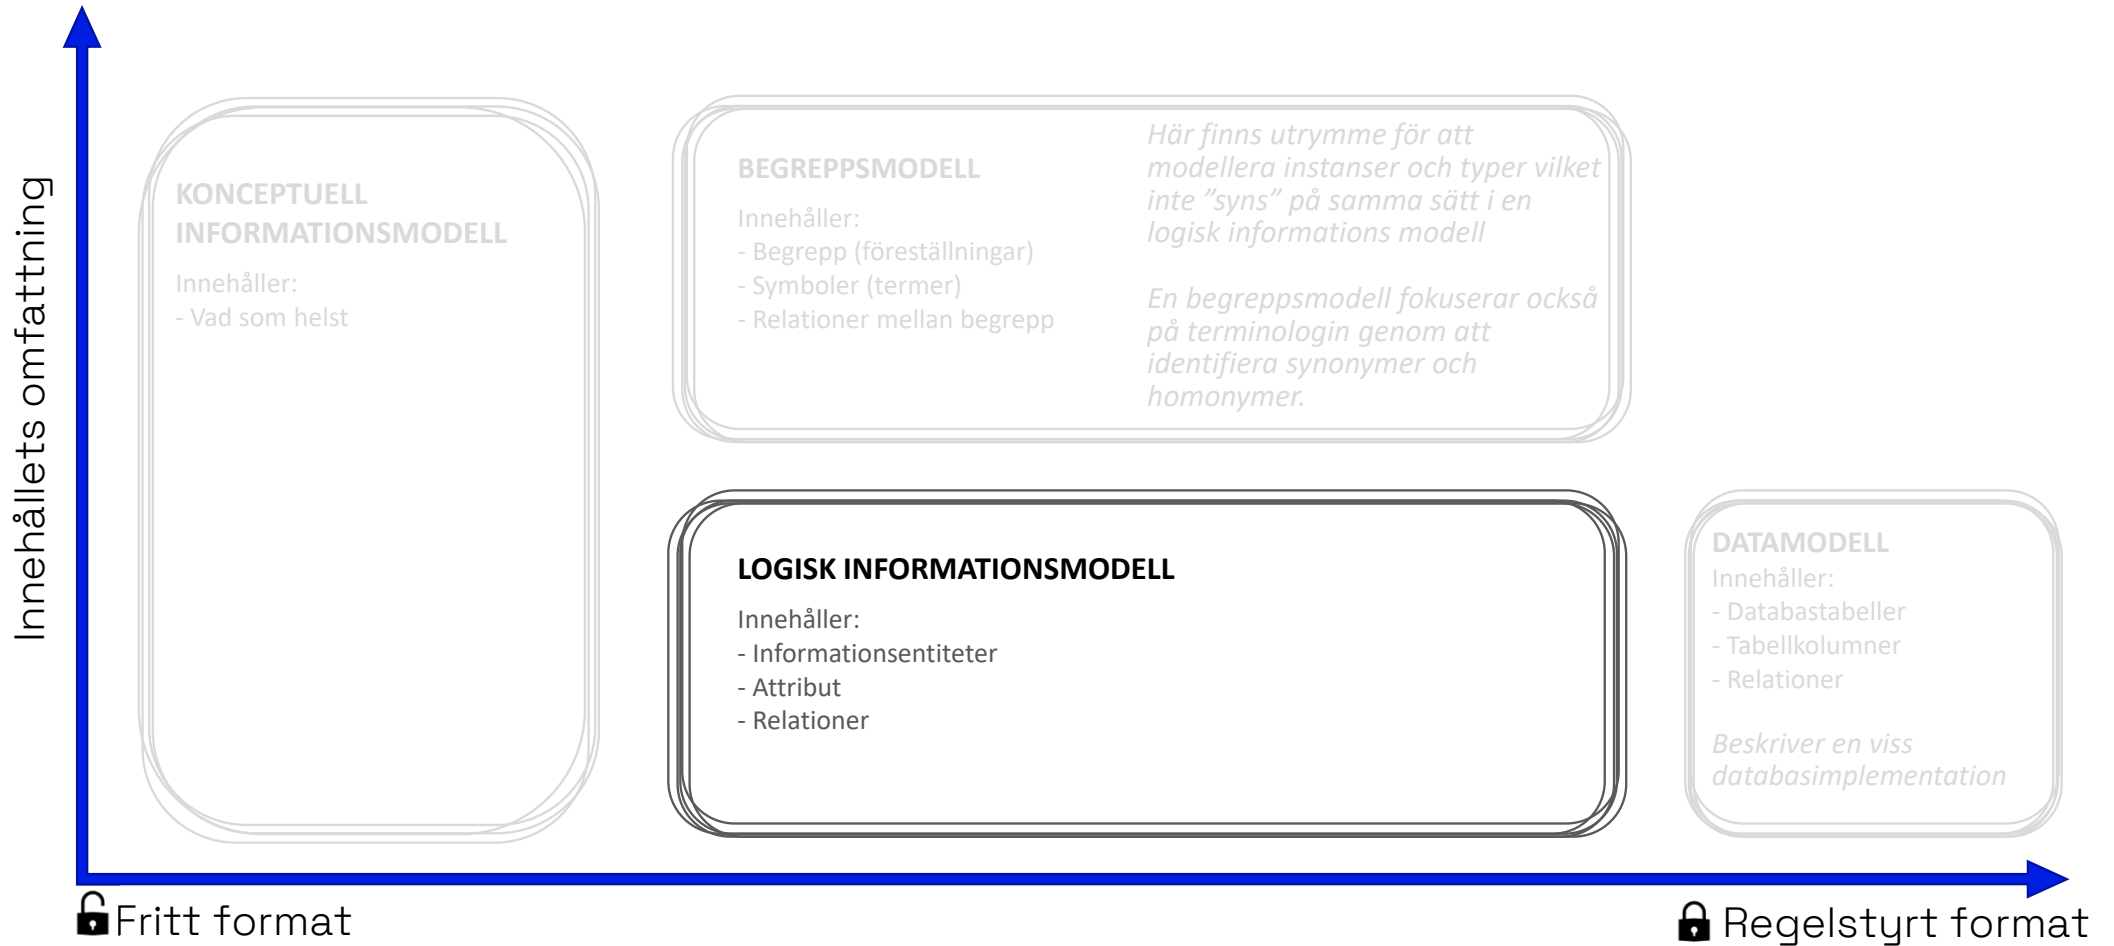 Innehållets omfattning
KONCEPTUELL
INFORMATIONSMODELL
Innehåller:
- Vad som helst
BEGREPPSMODELL
Innehåller:
- Begrepp (föreställningar)
- Symboler (termer)
- Relationer mellan begrepp
Här finns utrymme för att
modellera instanser och typer vilket
inte ”syns” på samma sätt i en
logisk informations modell
En begreppsmodell fokuserar också
på terminologin genom att
identifiera synonymer och
homonymer.
LOGISK INFORMATIONSMODELL
Innehåller:
- Informationsentiteter
- Attribut
- Relationer
DATAMODELL
Innehåller:
- Databastabeller
- Tabellkolumner
- Relationer
Beskriver en viss
databasimplementation
Fritt format
Regelstyrt format